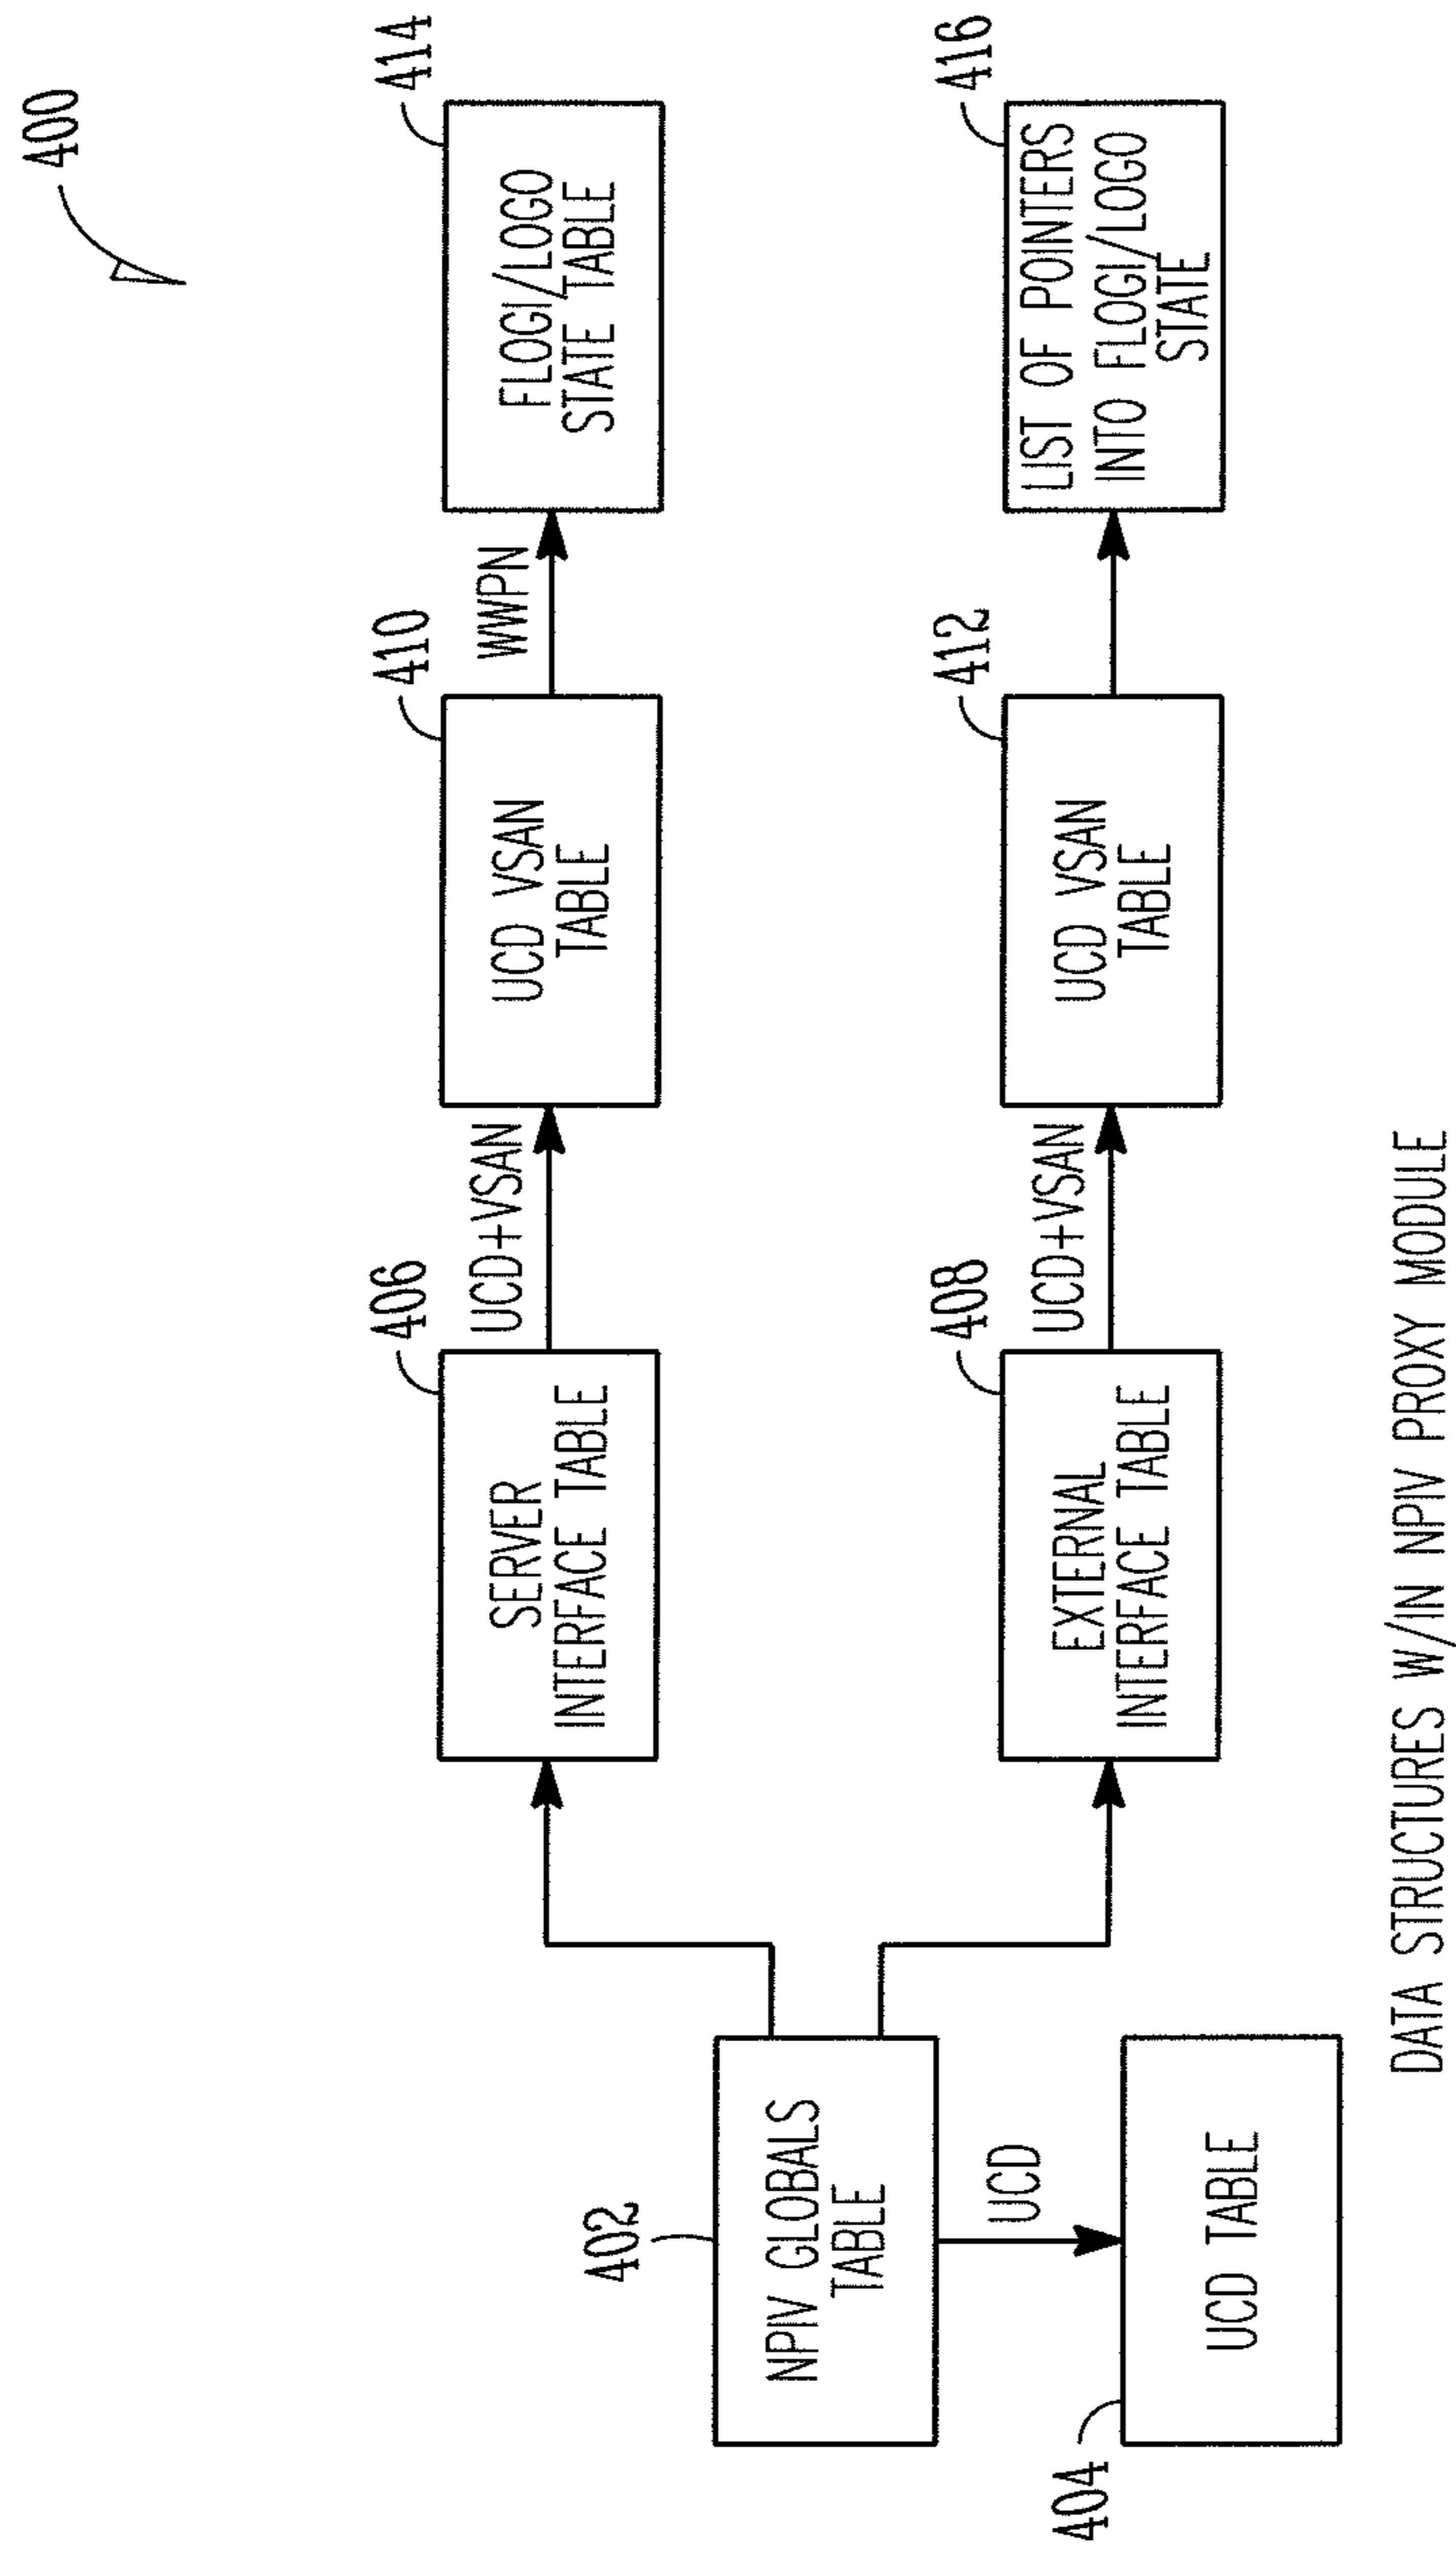 400
402
NPIV GLOBALS
TABLE
UCD
404
UCD TABLE
406
SERVER
INTERFACE TABLE
UCD+VSAN
410
UCD VSAN
TABLE
WWPN
414
FLOGI/LOGO
STATE TABLE
408
EXTERNAL
INTERFACE TABLE
UCD+VSAN
412
UCD VSAN
TABLE
416
LIST OF POINTERS
INTO FLOGI/LOGO
STATE
DATA STRUCTURES W/IN NPIV PROXY MODULE